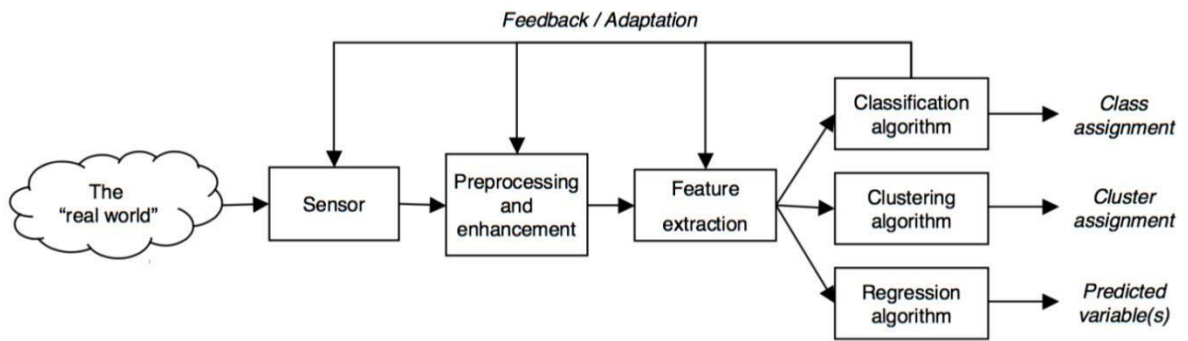 Feedback / Adaptation
The
“real world”
Sensor
Preprocessing
and
enhancement
Feature
extraction
Classification
algorithm
Class
assignment
Clustering
algorithm
Cluster
assignment
Regression
algorithm
Predicted
variable(s)